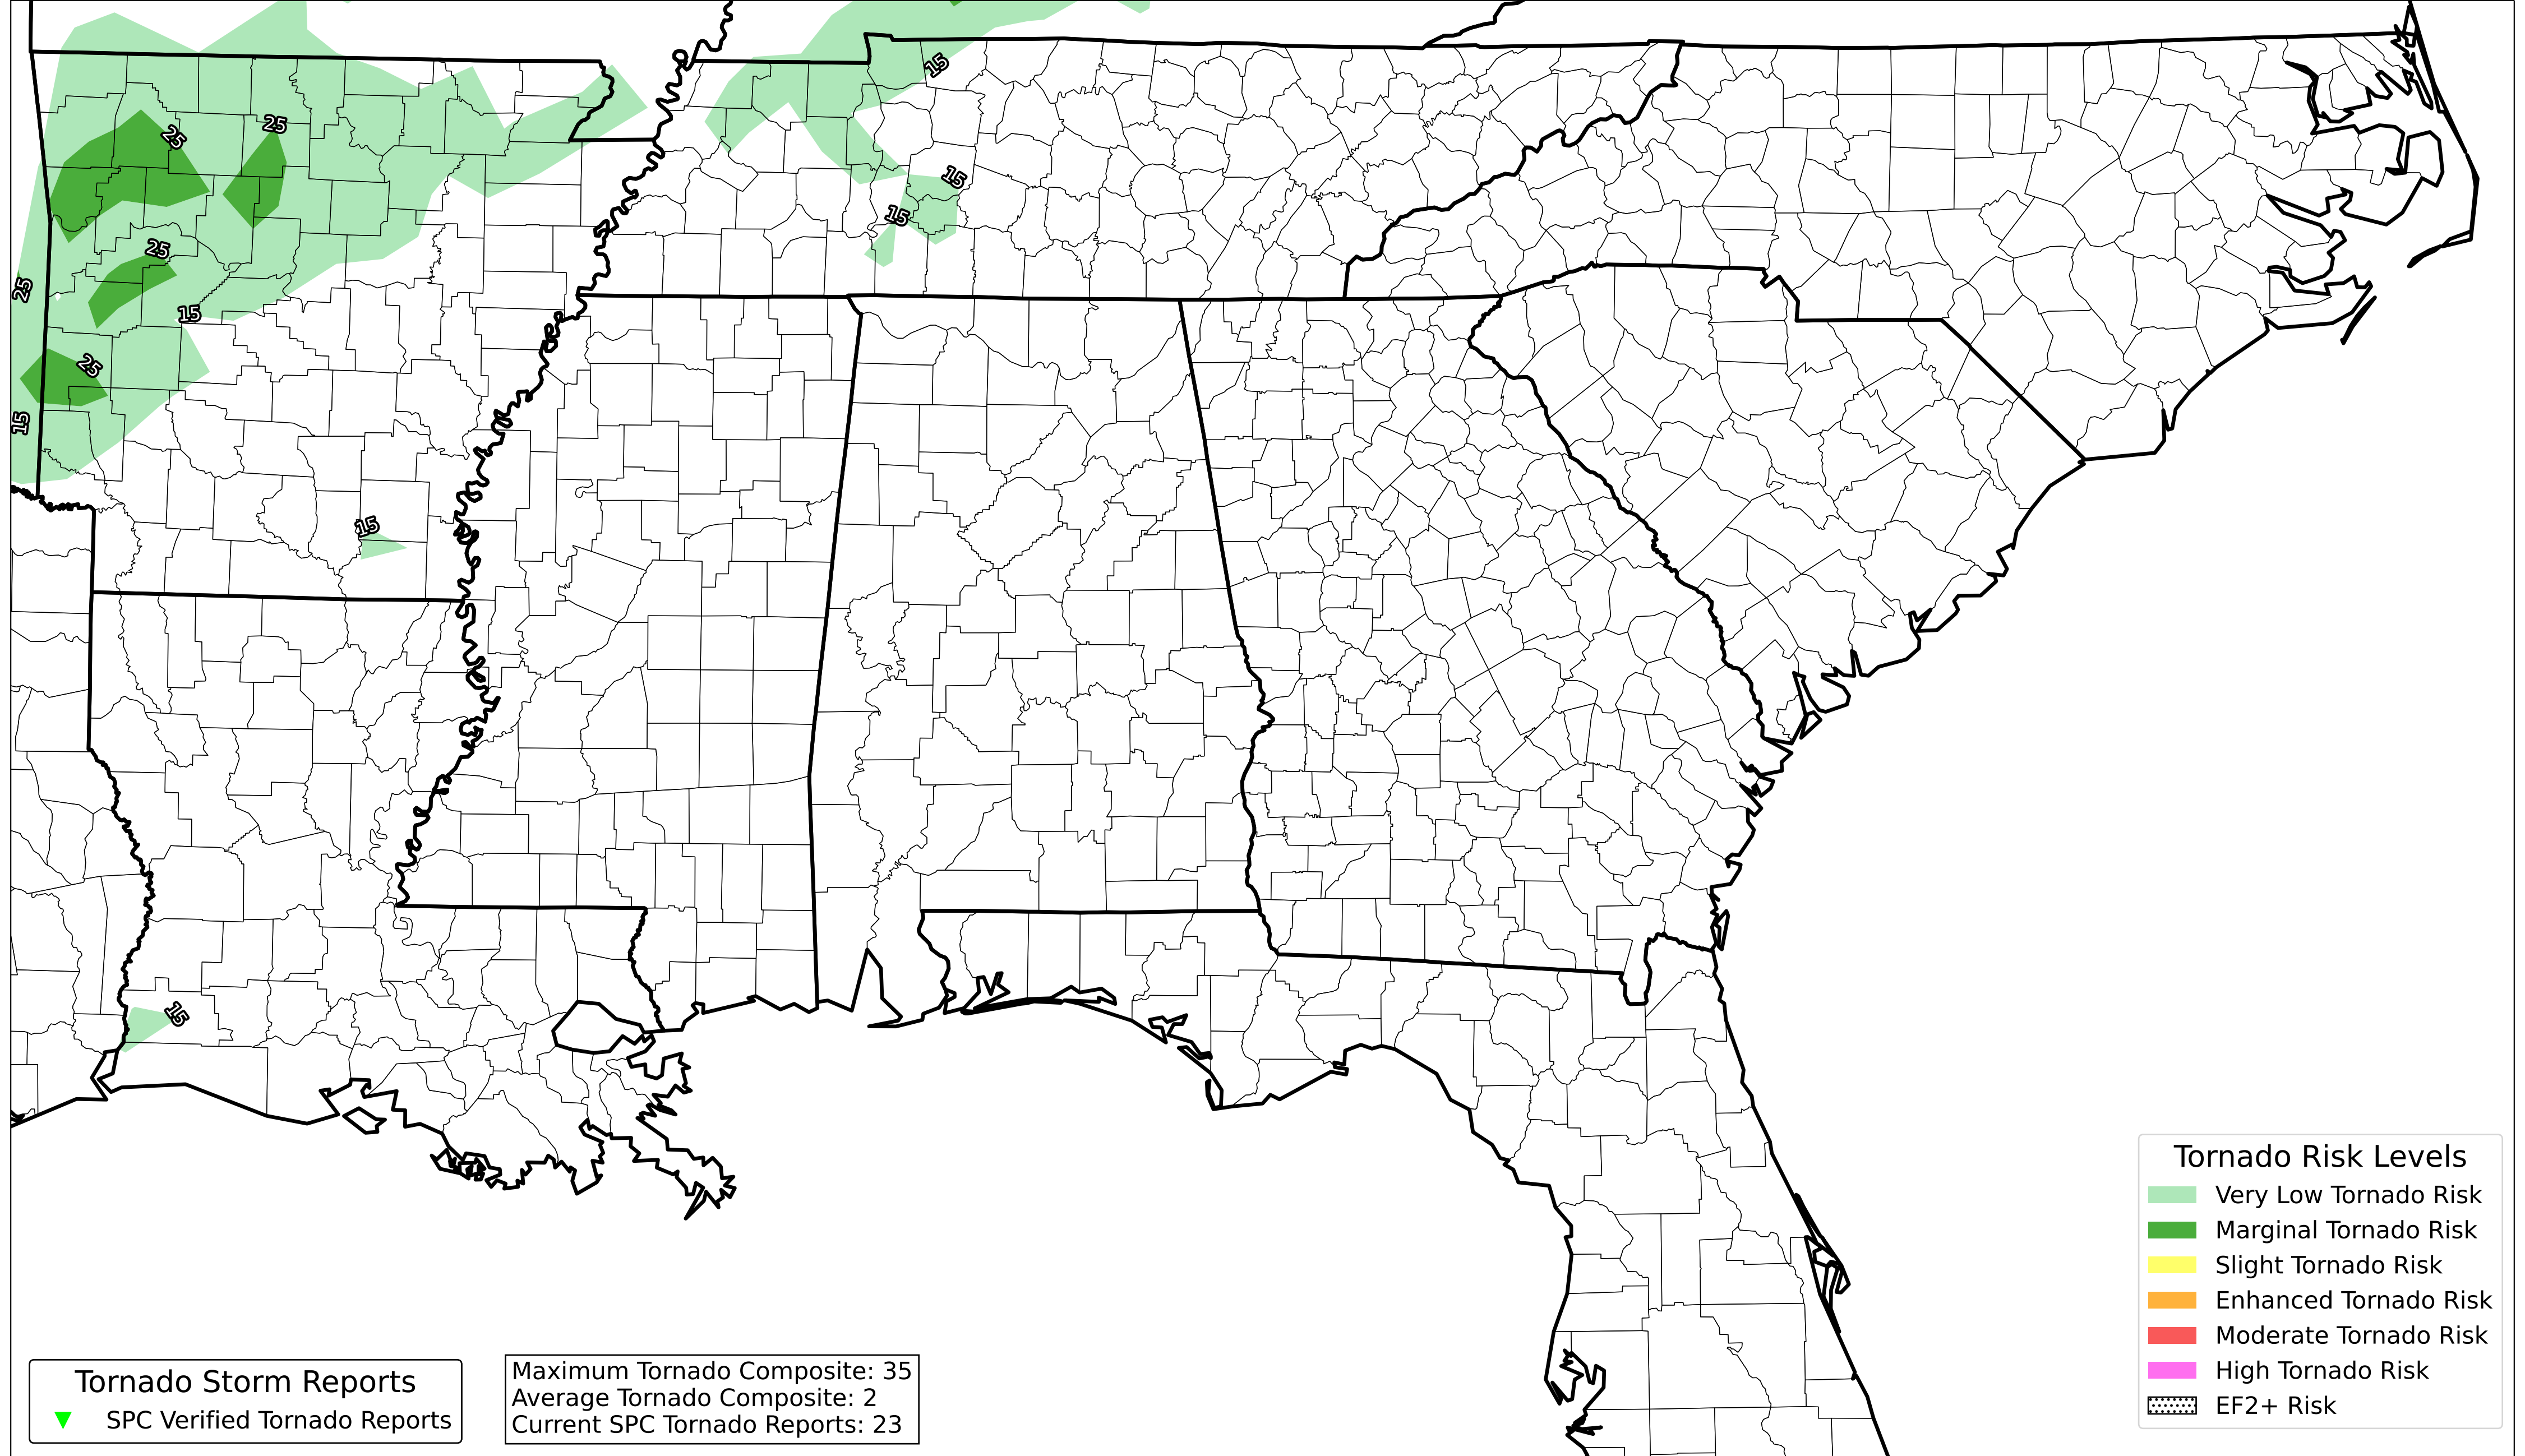 15
25
25
15
15
25
25
15
25
15
15
15
Tornado Risk Levels
Very Low Tornado Risk
Marginal Tornado Risk
Slight Tornado Risk
Enhanced Tornado Risk
Moderate Tornado Risk
High Tornado Risk
EF2+ Risk
Tornado Storm Reports
SPC Verified Tornado Reports
Maximum Tornado Composite: 35
Average Tornado Composite: 2
Current SPC Tornado Reports: 23